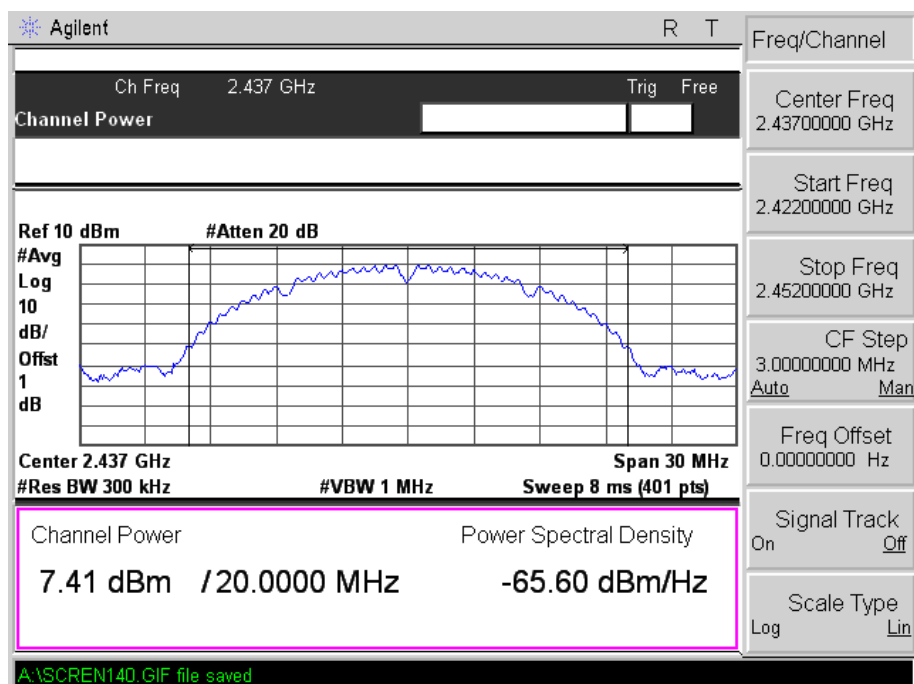 Agilent R T
Ch Freq 2.437 GHz Trig Free
Channel Power
Ref 10 dBm #Atten 20 dB
#Avg
Log
10
dB/
Offst
1
dB
Center 2.437 GHz Span 30 MHz
#Res BW 300 kHz #VBW 1 MHz Sweep 8 ms (401 pts)
Channel Power Power Spectral Density
7.41 dBm / 20.0000 MHz -65.60 dBm/Hz
A:\SCREN140.GIF file saved
Freq/Channel
Center Freq
2.43700000 GHz
Start Freq
2.42200000 GHz
Stop Freq
2.45200000 GHz
CF Step
3.00000000 MHz
Auto Man
Freq Offset
0.00000000 Hz
Signal Track
On Off
Scale Type
Log Lin